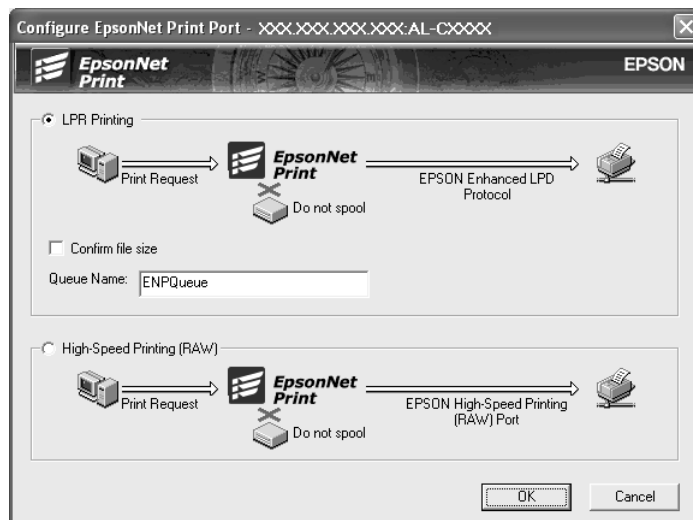 Configure EpsonNet Print Port - XXX.XXX.XXX.XXX:AL-CXXXX
EpsonNet
Print
EPSON
LPR Printing
Print Request
EpsonNet
Print
Do not spool
EPSON Enhanced LPD
Protocol
Confirm file size
Queue Name: ENPQueue
High-Speed Printing (RAW)
Print Request
EpsonNet
Print
Do not spool
EPSON High-Speed Printing
(RAW) Port
OK Cancel